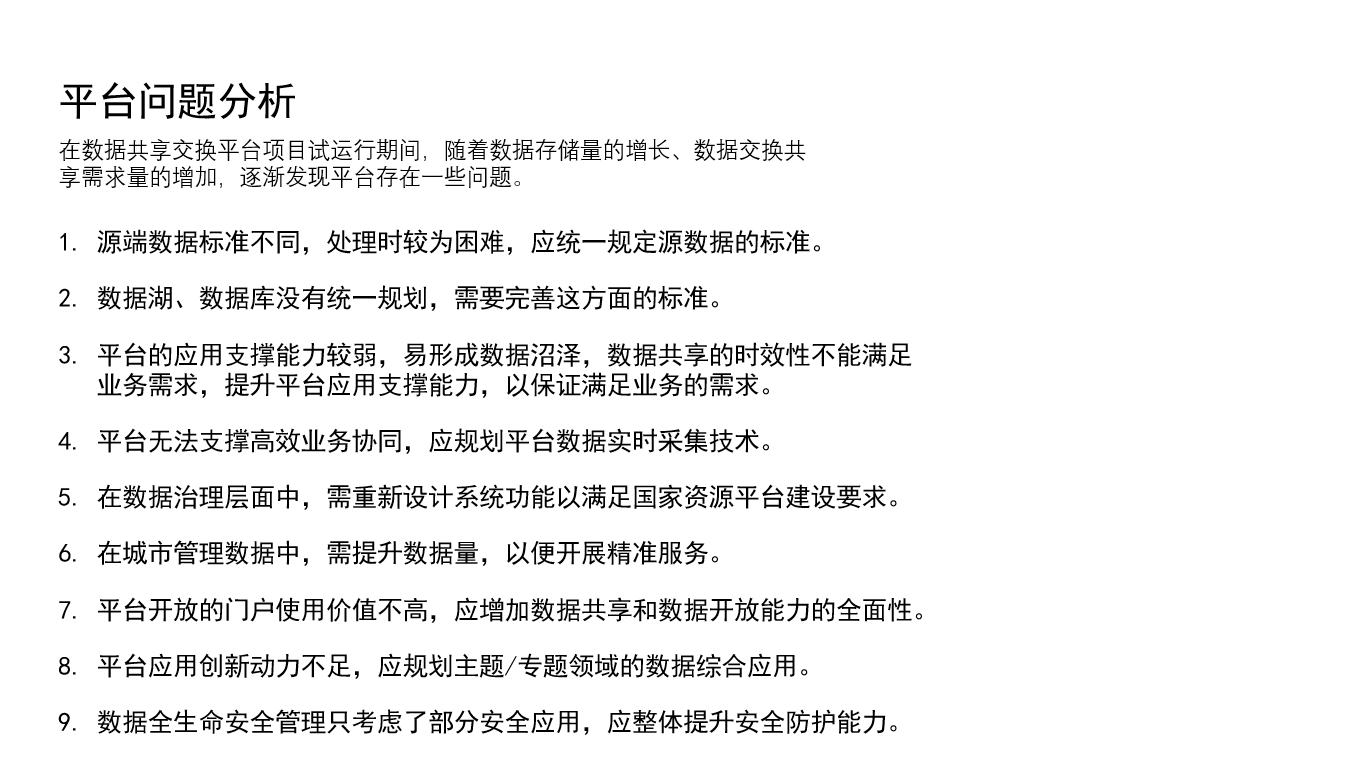 平台问题分析
在数据共享交换平台项目试运行期间，随着数据存储量的增长、数据交换共
享需求量的增加，逐渐发现平台存在一些问题。
1. 源端数据标准不同，处理时较为困难，应统一规定源数据的标准。
2. 数据湖、数据库没有统一规划，需要完善这方面的标准。
3. 平台的应用支撑能力较弱，易形成数据沼泽，数据共享的时效性不能满足
业务需求，提升平台应用支撑能力，以保证满足业务的需求。
4. 平台无法支撑高效业务协同，应规划平台数据实时采集技术。
5. 在数据治理层面中，需重新设计系统功能以满足国家资源平台建设要求。
6. 在城市管理数据中，需提升数据量，以便开展精准服务。
7. 平台开放的门户使用价值不高，应增加数据共享和数据开放能力的全面性。
8. 平台应用创新动力不足，应规划主题/专题领域的数据综合应用。
9. 数据全生命安全管理只考虑了部分安全应用，应整体提升安全防护能力。